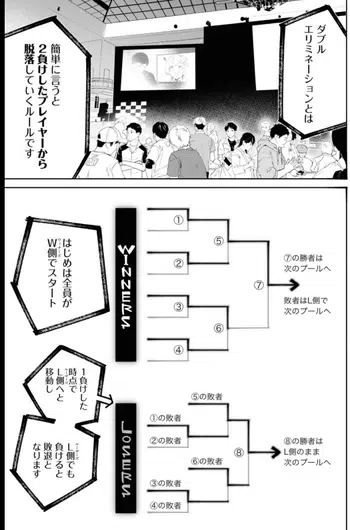 ダブル
エリミネーションとは
簡単に言うと
2負けしたプレイヤーから
脱落していくルールです
はじめは全員が
W側でスタート
WINNERS
①
②
③
④
⑤
⑥
⑦
⑦の勝者は
次のプールへ
敗者はL側で
次のプールへ
1負けした
時点で
L側へと
移動し
L側でも
負けると
敗退と
なります
LOSERS
⑤の敗者
①の敗者
②の敗者
⑥の敗者
③の敗者
④の敗者
⑧
⑧の勝者は
L側のまま
次のプールへ